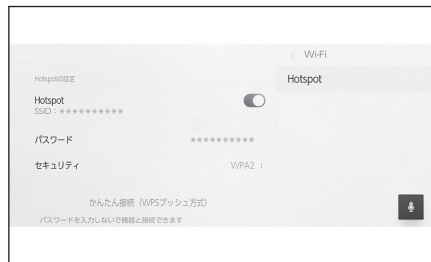 Hotspotの設定
Hotspot
SSID：＊＊＊＊＊＊＊＊＊＊
パスワード ＊＊＊＊＊＊＊＊＊＊
セキュリティ WPA2
かんたん接続（WPSプッシュ方式）
パスワードを入力しないで機器と接続できます
＜ Wi-Fi
Hotspot